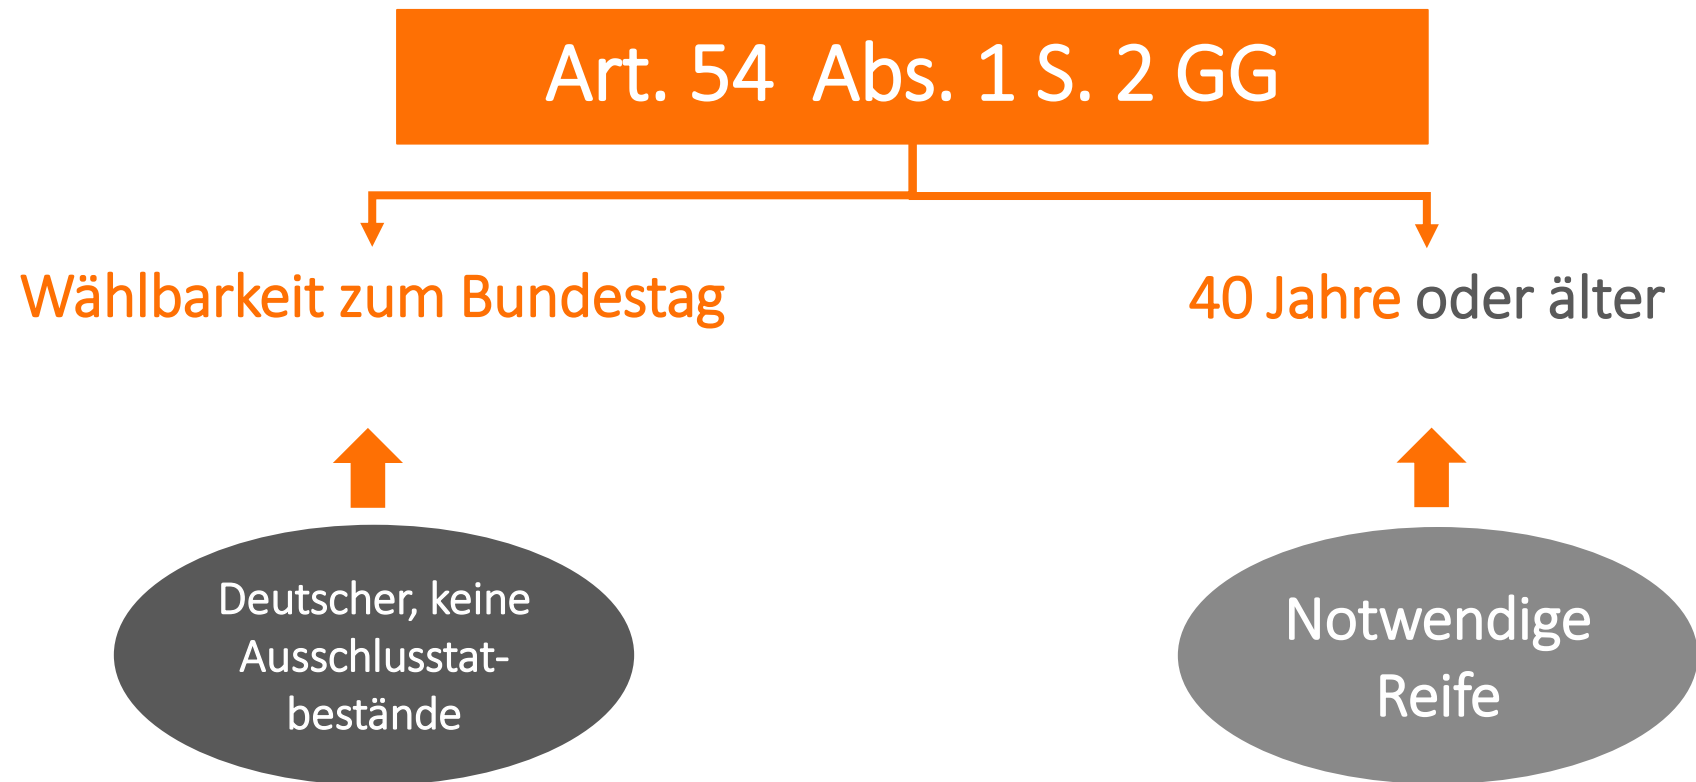 Art. 54 Abs. 1 S. 2 GG
Wählbarkeit zum Bundestag
40 Jahre oder älter
Deutscher, keine
Ausschlusstat-
bestände
Notwendige
Reife